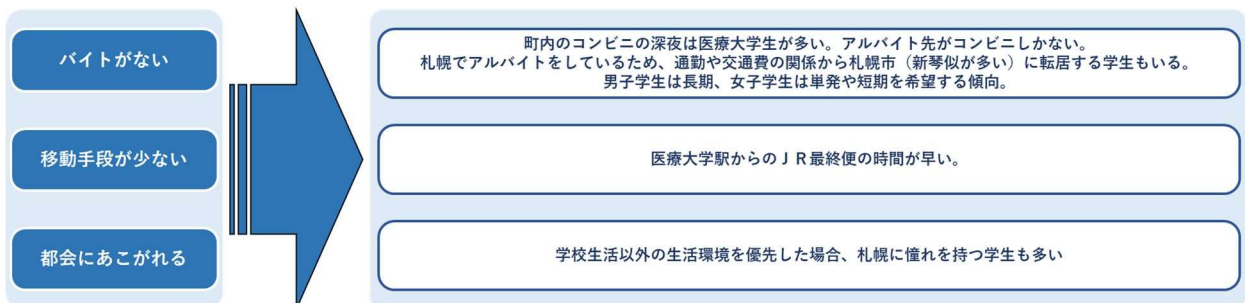 バイトがない
町内のコンビニの深夜は医療大学生が多い。アルバイト先がコンビニしかない。
札幌でアルバイトをしているため、通勤や交通費の関係から札幌市（新琴似が多い）に転居する学生もいる。
男子学生は長期、女子学生は単発や短期を希望する傾向。
移動手段が少ない
医療大学駅からのＪＲ最終便の時間が早い。
都会にあこがれる
学校生活以外の生活環境を優先した場合、札幌に憧れを持つ学生も多い